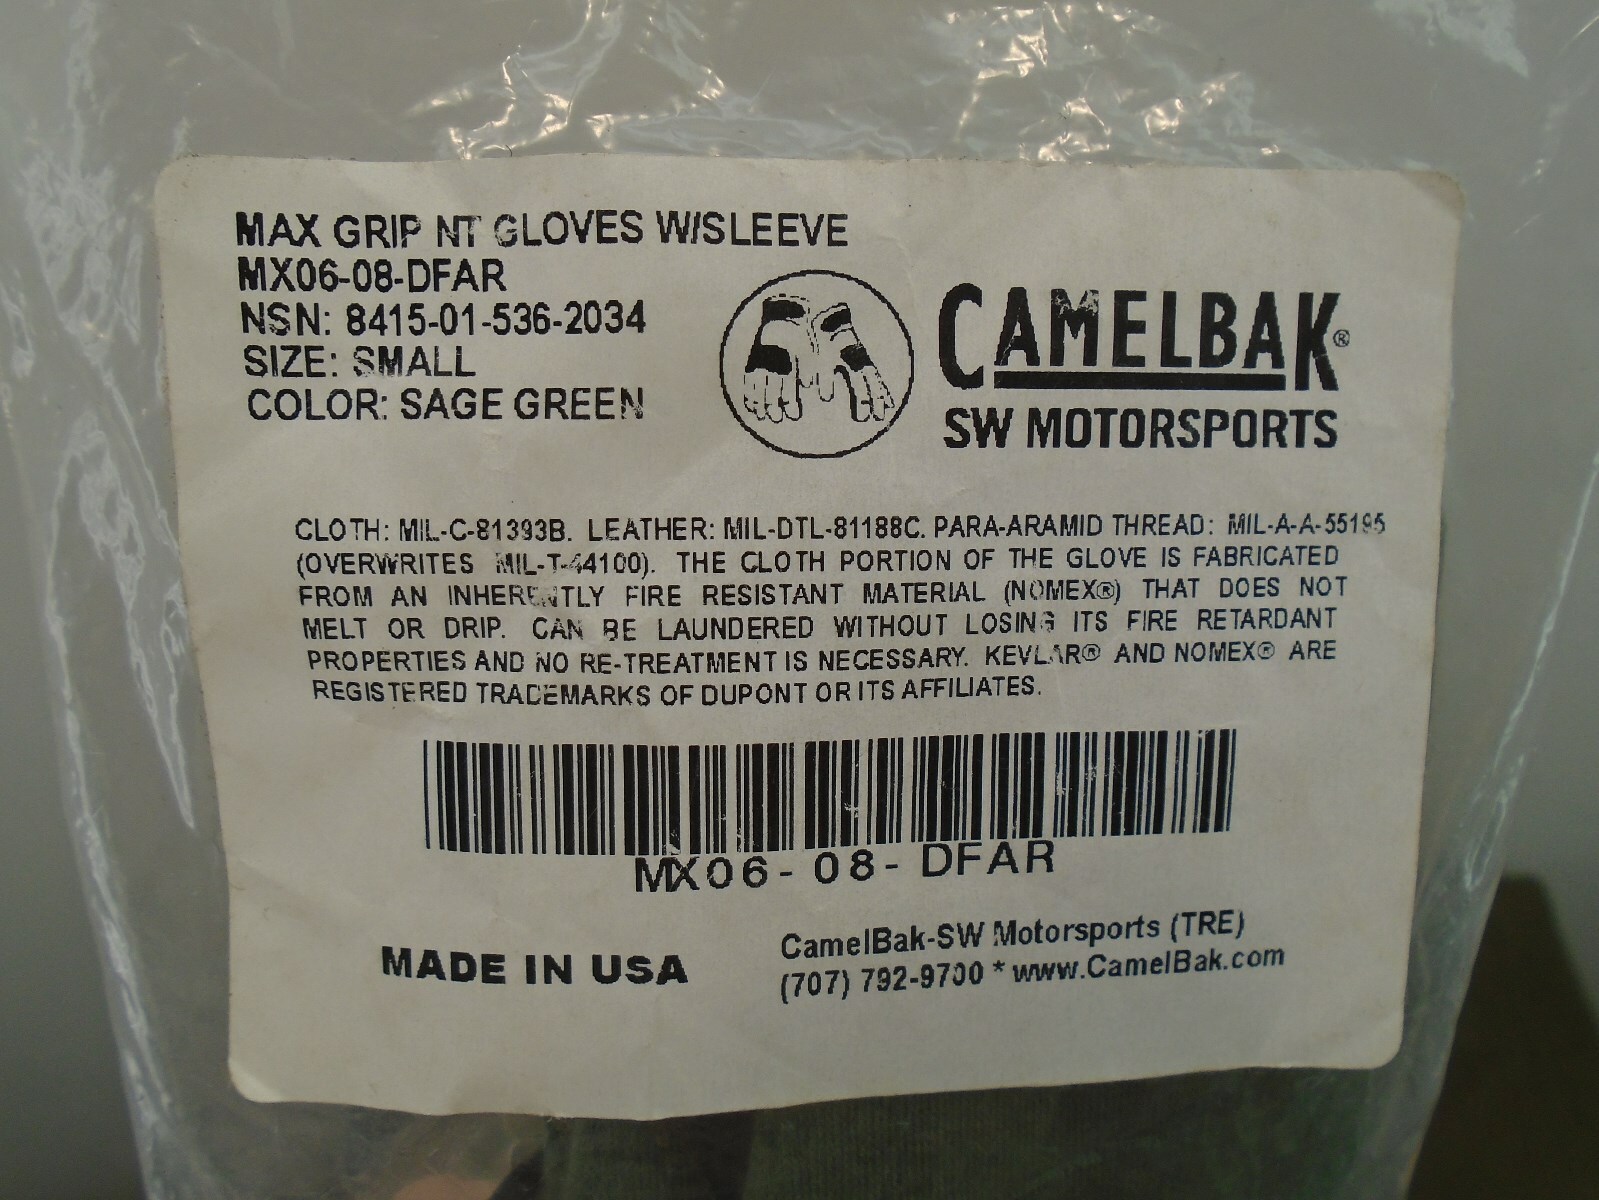 MAX GRIP NT GLOVES W/SLEEVE
MX06-08-DFAR
NSN: 8415-01-536-2034
SIZE: SMALL
COLOR: SAGE GREEN
CAMELBAK®
SW MOTORSPORTS
CLOTH: MIL-C-81393B. LEATHER: MIL-DTL-81188C. PARA-ARAMID THREAD: MIL-A-A-55195
(OVERWRITES MIL-T-44100). THE CLOTH PORTION OF THE GLOVE IS FABRICATED
FROM AN INHERENTLY FIRE RESISTANT MATERIAL (NOMEX®) THAT DOES NOT
MELT OR DRIP. CAN BE LAUNDERED WITHOUT LOSING ITS FIRE RETARDANT
PROPERTIES AND NO RE-TREATMENT IS NECESSARY. KEVLAR® AND NOMEX® ARE
REGISTERED TRADEMARKS OF DUPONT OR ITS AFFILIATES.
MX06-08-DFAR
MADE IN USA
CamelBak-SW Motorsports (TRE)
(707) 792-9700 * www.CamelBak.com